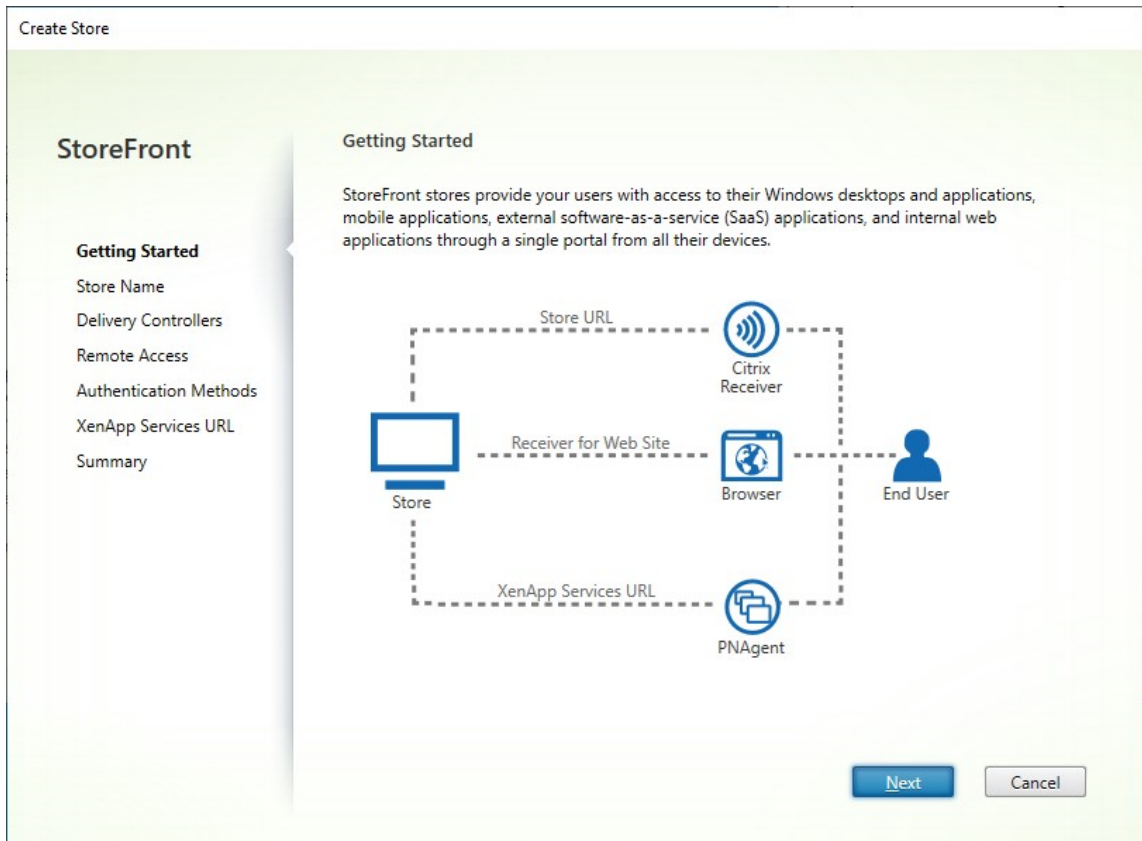 Create Store
StoreFront
Getting Started
Store Name
Delivery Controllers
Remote Access
Authentication Methods
XenApp Services URL
Summary
Getting Started
StoreFront stores provide your users with access to their Windows desktops and applications,
mobile applications, external software-as-a-service (SaaS) applications, and internal web
applications through a single portal from all their devices.
Store URL
Citrix
Receiver
Receiver for Web Site
Store
Browser
End User
XenApp Services URL
PNAgent
Next
Cancel